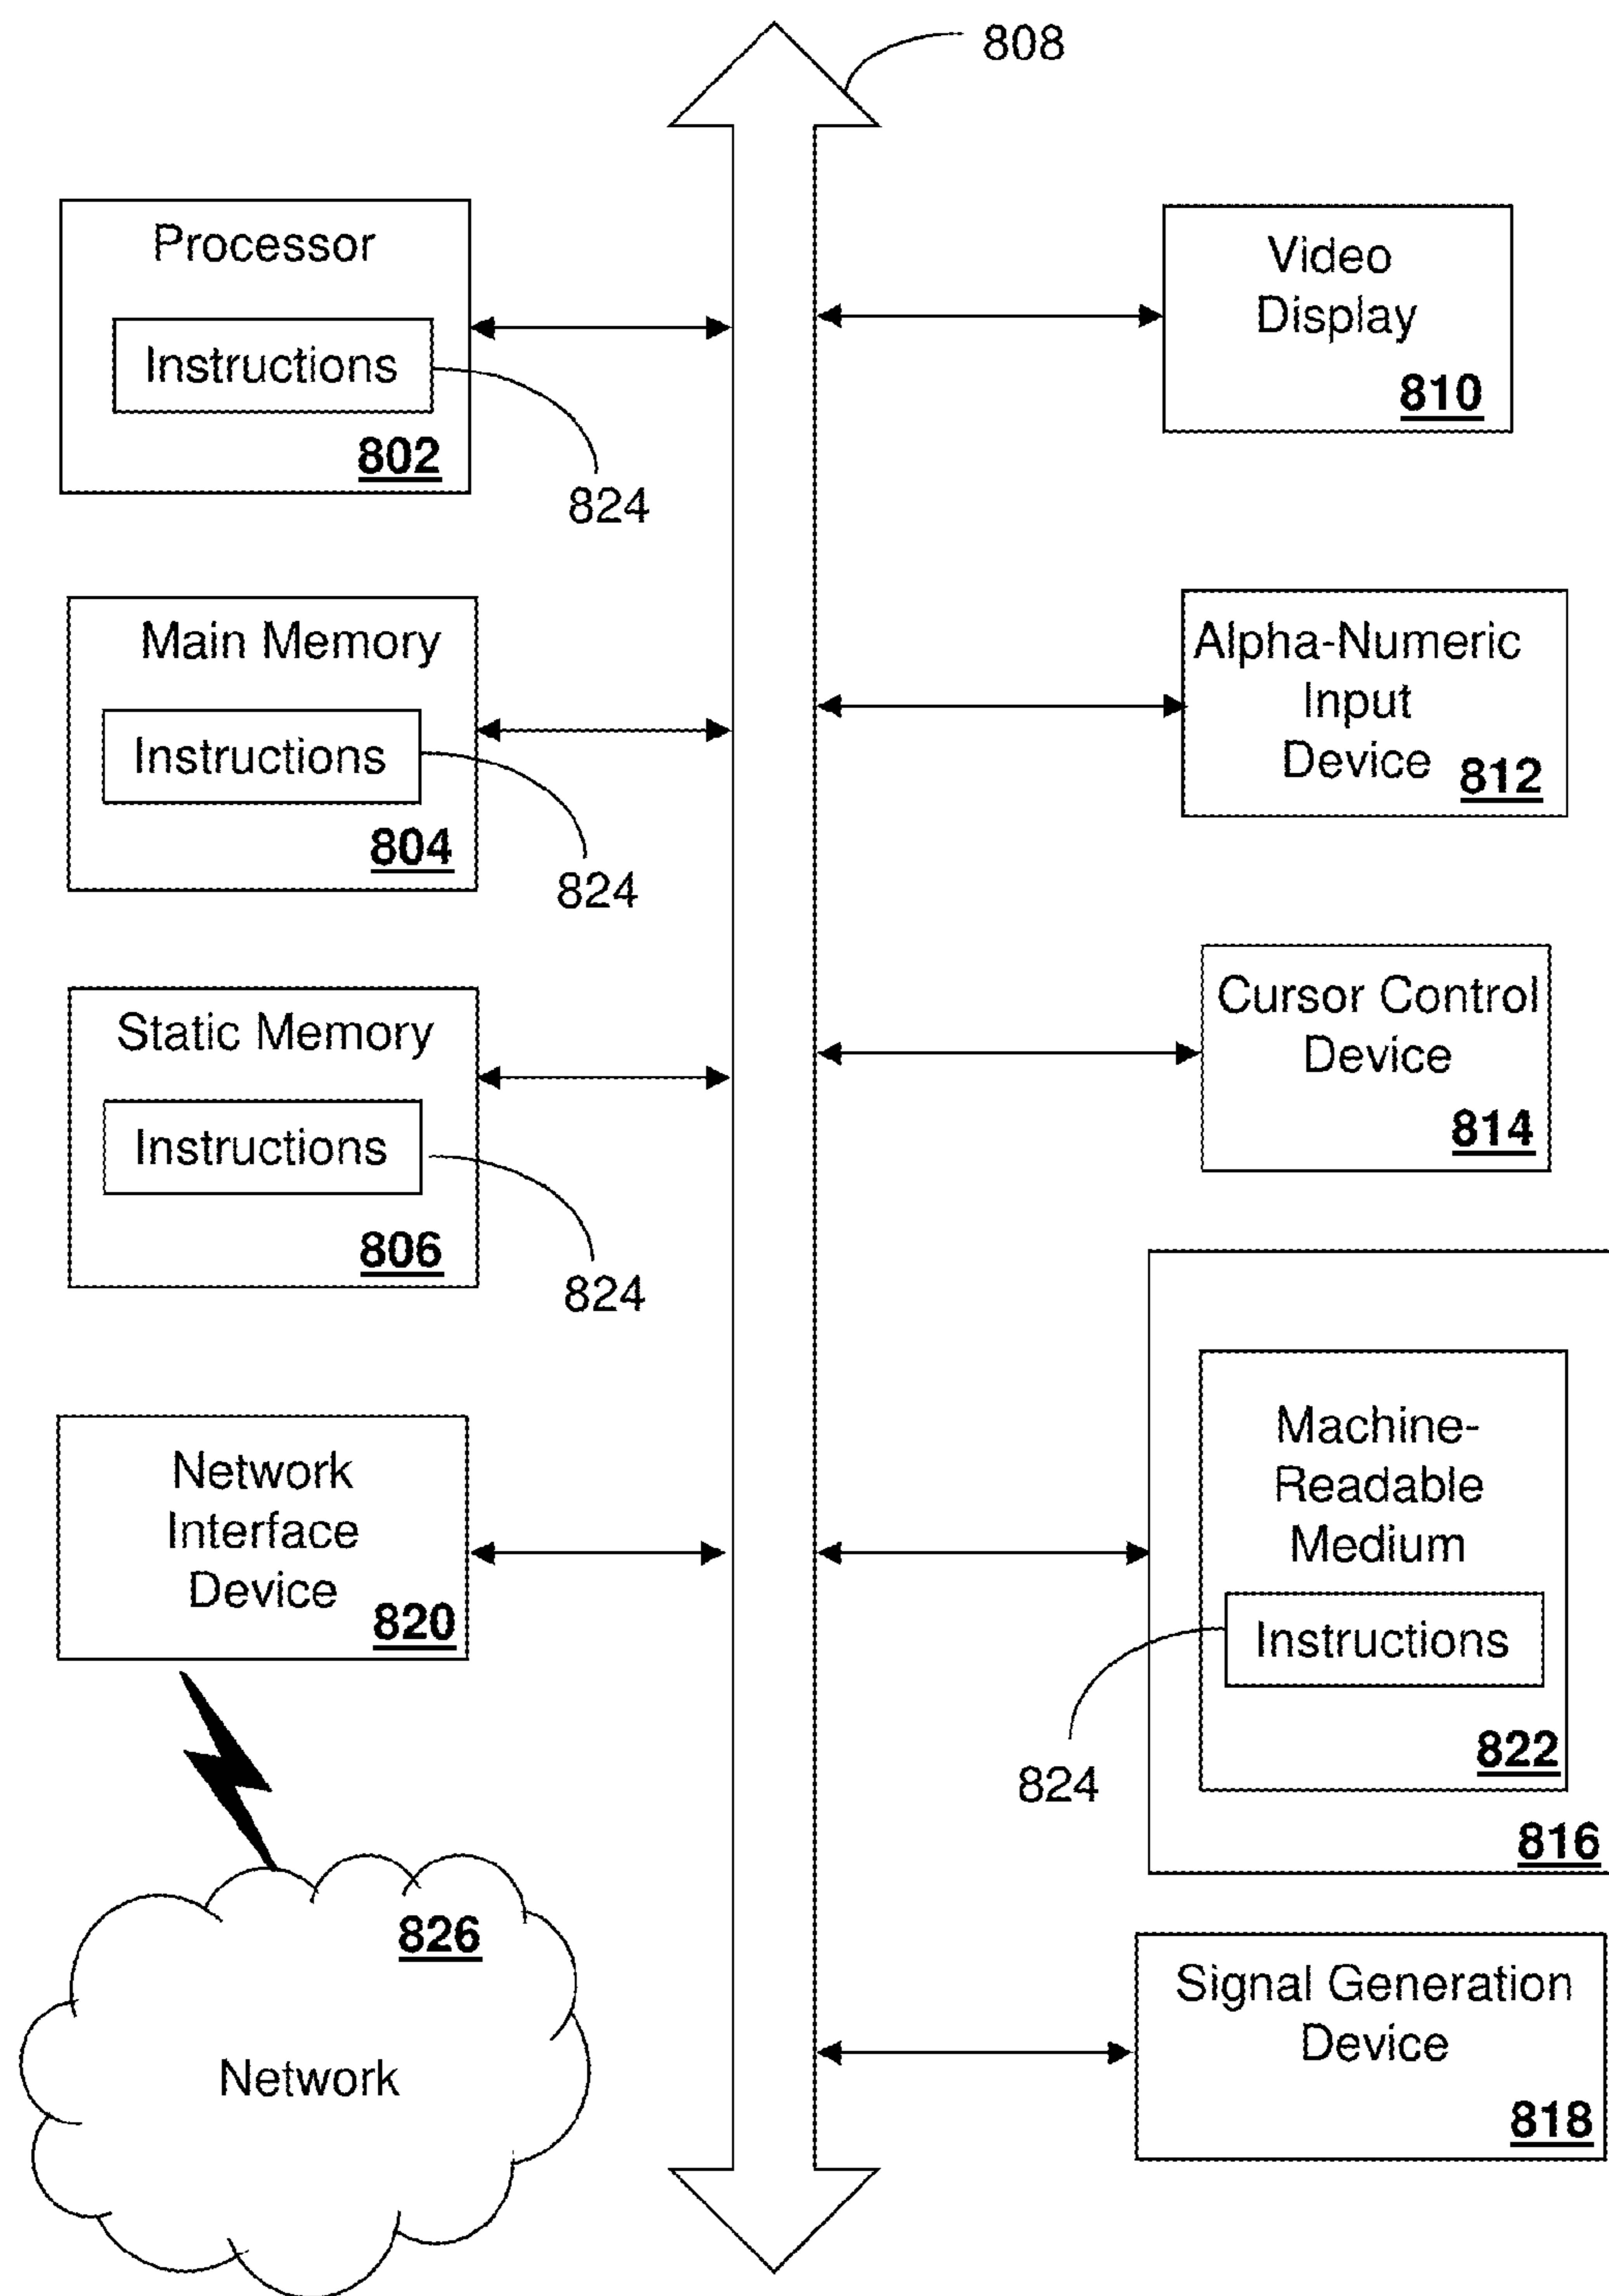 808
Processor
Instructions
802
824
Main Memory
Instructions
804
824
Static Memory
Instructions
806
824
Network
Interface
Device
820
826
Network
Video
Display
810
Alpha-Numeric
Input
Device
812
Cursor Control
Device
814
Machine-
Readable
Medium
Instructions
824
822
816
Signal Generation
Device
818